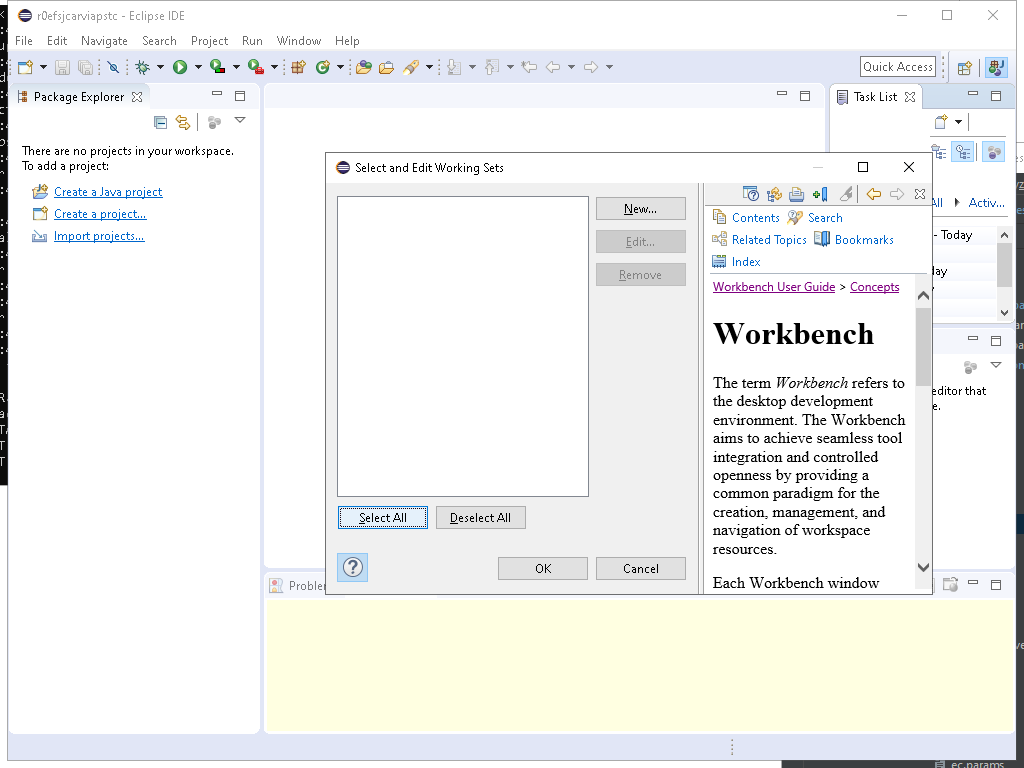 r0efsjcarviapstc - Eclipse IDE
File Edit Navigate Search Project Run Window Help
Quick Access
Package Explorer
Task List
There are no projects in your workspace.
To add a project:
Create a Java project
Create a project...
Import projects...
Select and Edit Working Sets
New...
Edit...
Remove
Select All
Deselect All
OK
Cancel
Contents
Search
Related Topics
Bookmarks
Index
Workbench User Guide > Concepts
Workbench
The term Workbench refers to
the desktop development
environment. The Workbench
aims to achieve seamless tool
integration and controlled
openness by providing a
common paradigm for the
creation, management, and
navigation of workspace
resources.
Each Workbench window
All
Activ...
- Today
editor that
Problem
ec.params